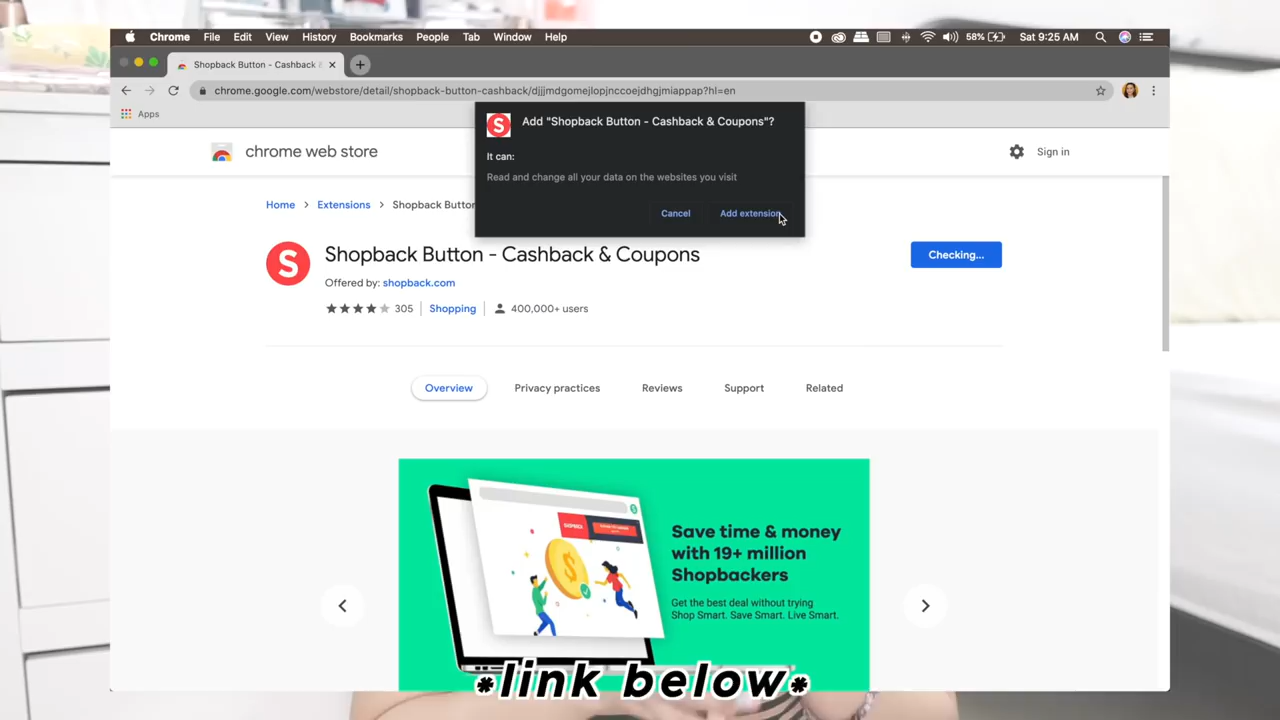 Chrome File Edit View History Bookmarks People Tab Window Help
58% Sat 9:25 AM
Shopback Button - Cashback &
chrome.google.com/webstore/detail/shopback-button-cashback/djjjmdgomejlopjnccoejdhgjmiappap?hl=en
Apps
S Add "Shopback Button - Cashback & Coupons"?
It can:
Read and change all your data on the websites you visit
Cancel Add extension
chrome web store
Sign in
Home > Extensions > Shopback Button
S
Shopback Button - Cashback & Coupons
Checking...
Offered by: shopback.com
305 Shopping 400,000+ users
Overview Privacy practices Reviews Support Related
Save time & money
with 19+ million
Shopbackers
Get the best deal without trying
Shop Smart. Save Smart. Live Smart.
*link below*